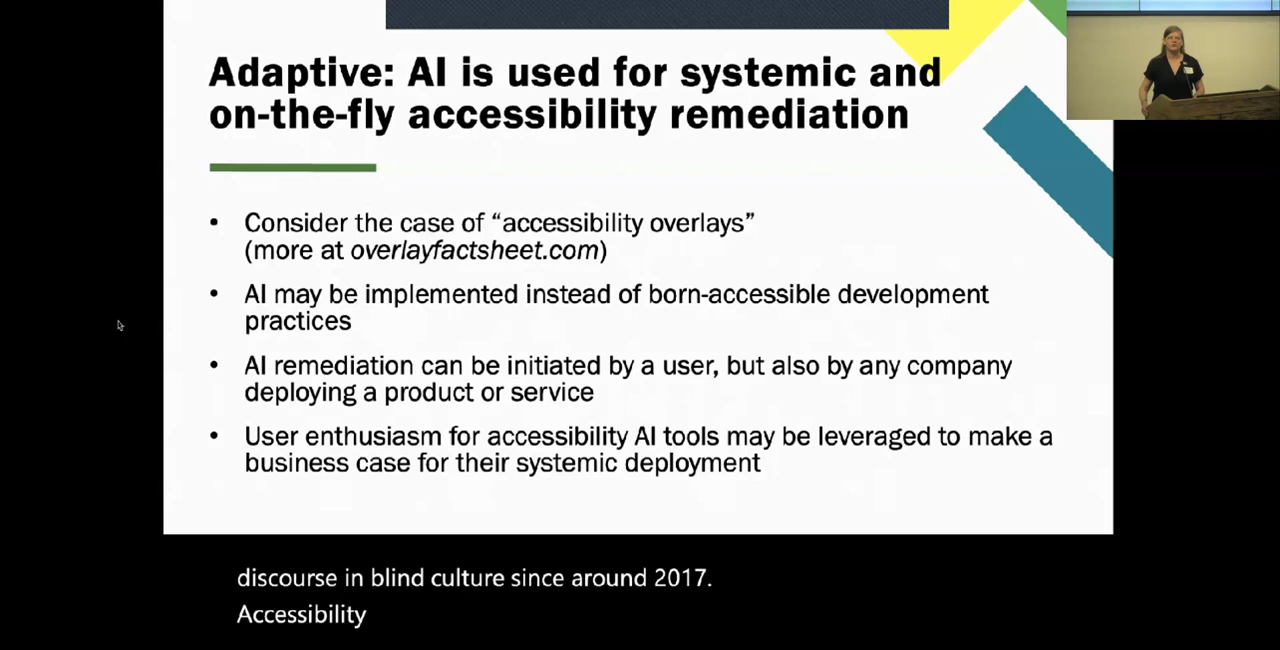 Adaptive: AI is used for systemic and
on-the-fly accessibility remediation
• Consider the case of “accessibility overlays”
(more at overlayfactsheet.com)
• AI may be implemented instead of born-accessible development
practices
• AI remediation can be initiated by a user, but also by any company
deploying a product or service
• User enthusiasm for accessibility AI tools may be leveraged to make a
business case for their systemic deployment
discourse in blind culture since around 2017.
Accessibility